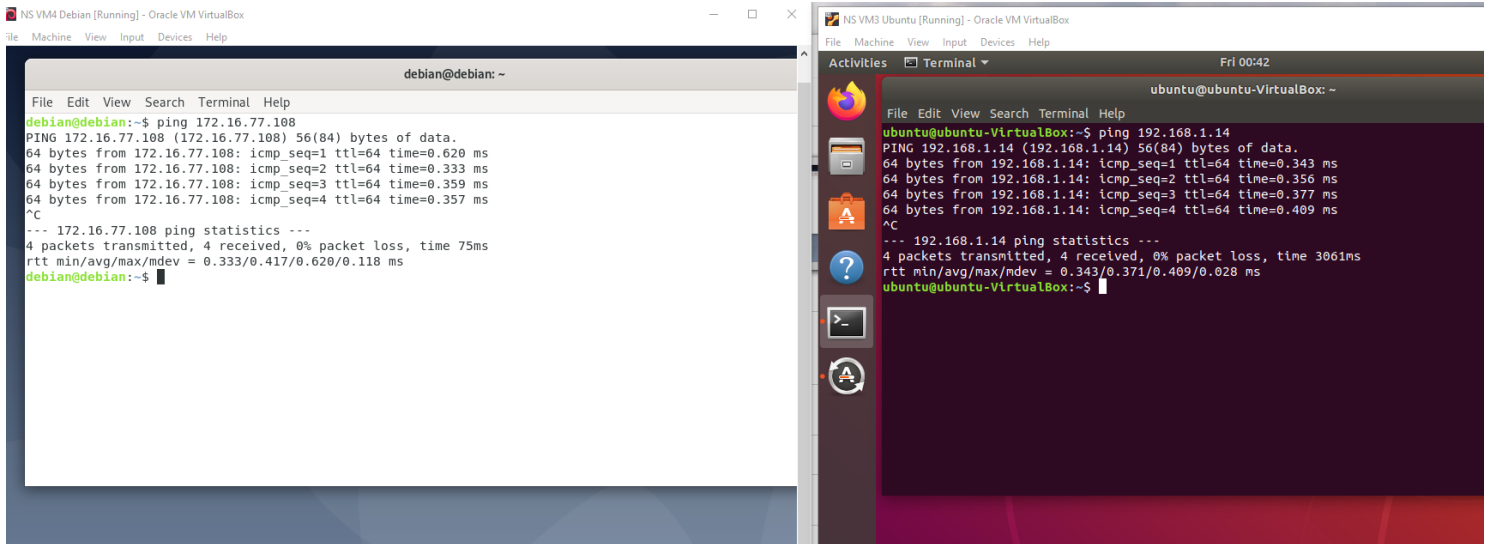 NS VM4 Debian [Running] - Oracle VM VirtualBox
File Machine View Input Devices Help
debian@debian: ~
File Edit View Search Terminal Help
debian@debian:~$ ping 172.16.77.108
PING 172.16.77.108 (172.16.77.108) 56(84) bytes of data.
64 bytes from 172.16.77.108: icmp_seq=1 ttl=64 time=0.620 ms
64 bytes from 172.16.77.108: icmp_seq=2 ttl=64 time=0.333 ms
64 bytes from 172.16.77.108: icmp_seq=3 ttl=64 time=0.359 ms
64 bytes from 172.16.77.108: icmp_seq=4 ttl=64 time=0.357 ms
^C
--- 172.16.77.108 ping statistics ---
4 packets transmitted, 4 received, 0% packet loss, time 75ms
rtt min/avg/max/mdev = 0.333/0.417/0.620/0.118 ms
debian@debian:~$
NS VM3 Ubuntu [Running] - Oracle VM VirtualBox
File Machine View Input Devices Help
Activities Terminal Fri 00:42
ubuntu@ubuntu-VirtualBox: ~
File Edit View Search Terminal Help
ubuntu@ubuntu-VirtualBox:~$ ping 192.168.1.14
PING 192.168.1.14 (192.168.1.14) 56(84) bytes of data.
64 bytes from 192.168.1.14: icmp_seq=1 ttl=64 time=0.343 ms
64 bytes from 192.168.1.14: icmp_seq=2 ttl=64 time=0.356 ms
64 bytes from 192.168.1.14: icmp_seq=3 ttl=64 time=0.377 ms
64 bytes from 192.168.1.14: icmp_seq=4 ttl=64 time=0.409 ms
^C
--- 192.168.1.14 ping statistics ---
4 packets transmitted, 4 received, 0% packet loss, time 3061ms
rtt min/avg/max/mdev = 0.343/0.371/0.409/0.028 ms
ubuntu@ubuntu-VirtualBox:~$